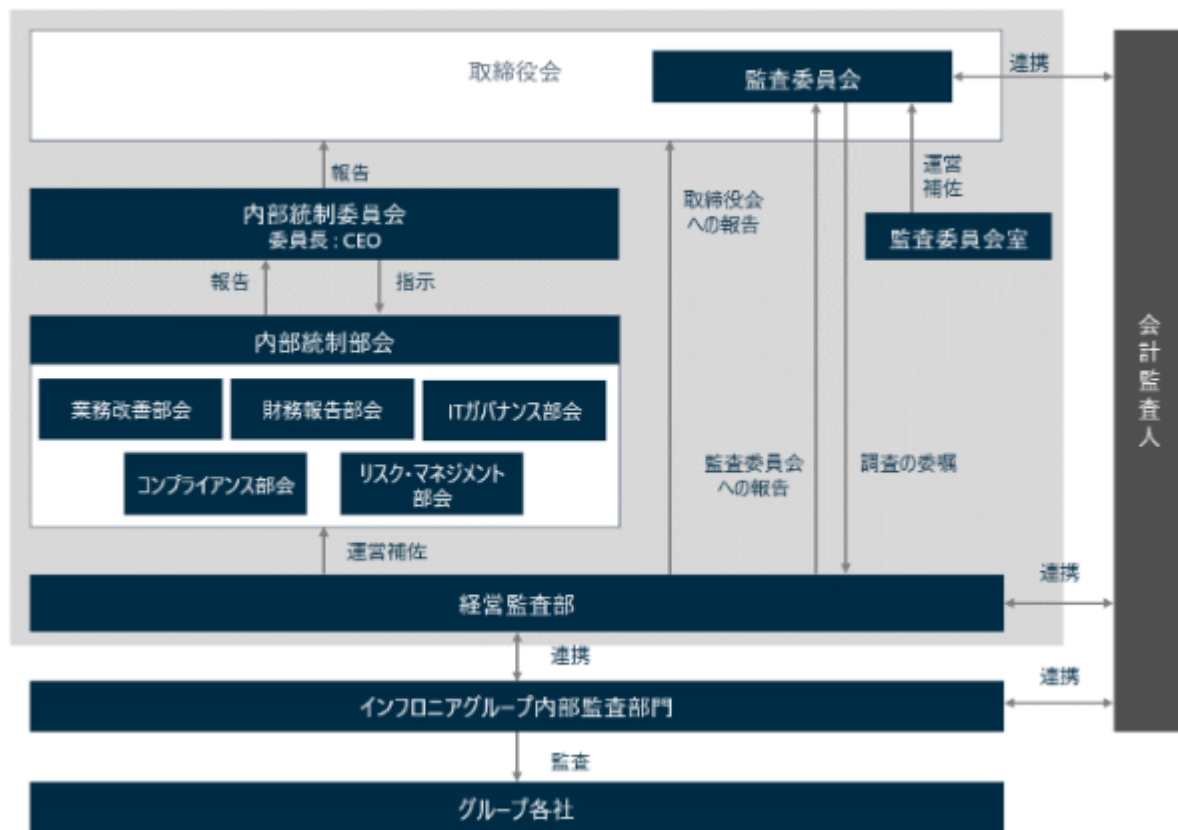 取締役会
監査委員会
連携
報告
運営
補佐
取締役会
への報告
内部統制委員会
委員長：CEO
監査委員会室
報告
指示
内部統制部会
業務改善部会
財務報告部会
ITガバナンス部会
コンプライアンス部会
リスク・マネジメント
部会
監査委員会
への報告
調査の委嘱
運営補佐
経営監査部
連携
連携
インフロニアグループ内部監査部門
連携
監査
グループ各社
会計監査人